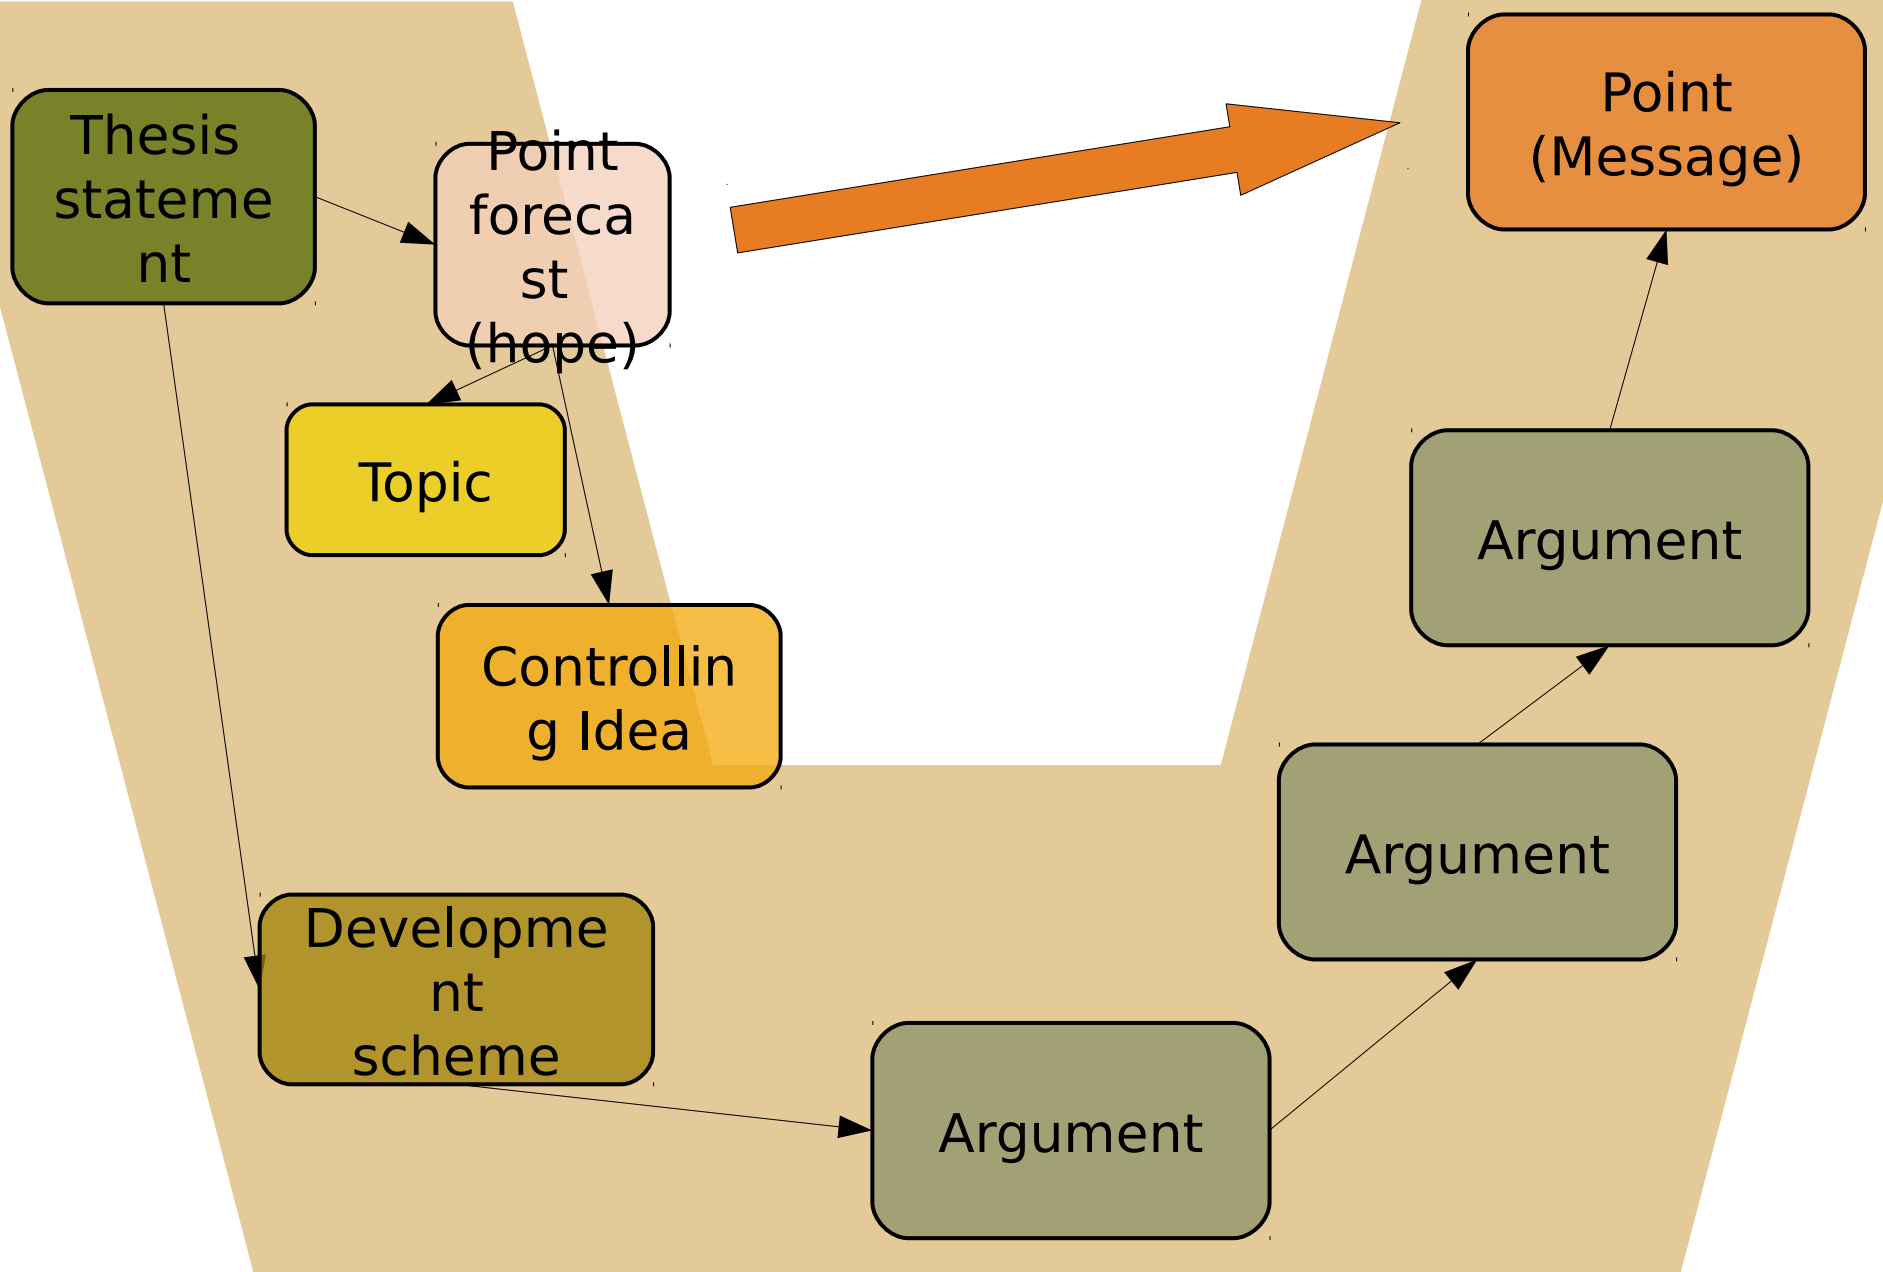 Thesis
stateme
nt
Point
foreca
st
(hope)
Topic
Controllin
g Idea
Developme
nt
scheme
Argument
Argument
Argument
Point
(Message)